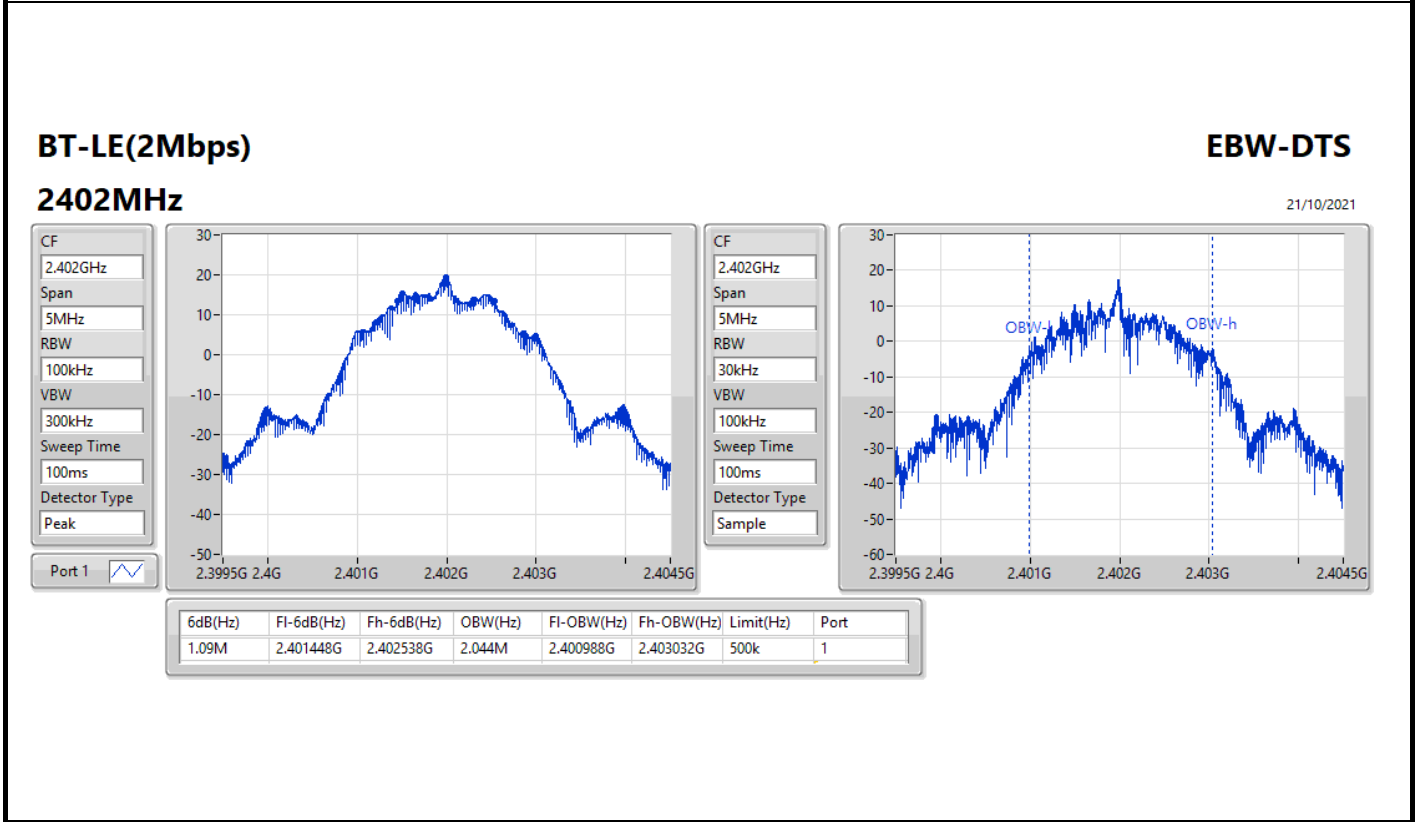 BT-LE(2Mbps)
EBW-DTS
2402MHz
21/10/2021
CF
2.402GHz
Span
5MHz
RBW
100kHz
VBW
300kHz
Sweep Time
100ms
Detector Type
Peak
Port 1
30
20
10
0
-10
-20
-30
-40
-50
2.3995G 2.4G 2.401G 2.402G 2.403G 2.4045G
CF
2.402GHz
Span
5MHz
RBW
30kHz
VBW
100kHz
Sweep Time
100ms
Detector Type
Sample
30
20
10
0
-10
-20
-30
-40
-50
-60
OBW-l OBW-h
2.3995G 2.4G 2.401G 2.402G 2.403G 2.4045G
6dB(Hz) Fl-6dB(Hz) Fh-6dB(Hz) OBW(Hz) Fl-OBW(Hz) Fh-OBW(Hz) Limit(Hz) Port
1.09M 2.401448G 2.402538G 2.044M 2.400988G 2.403032G 500k 1